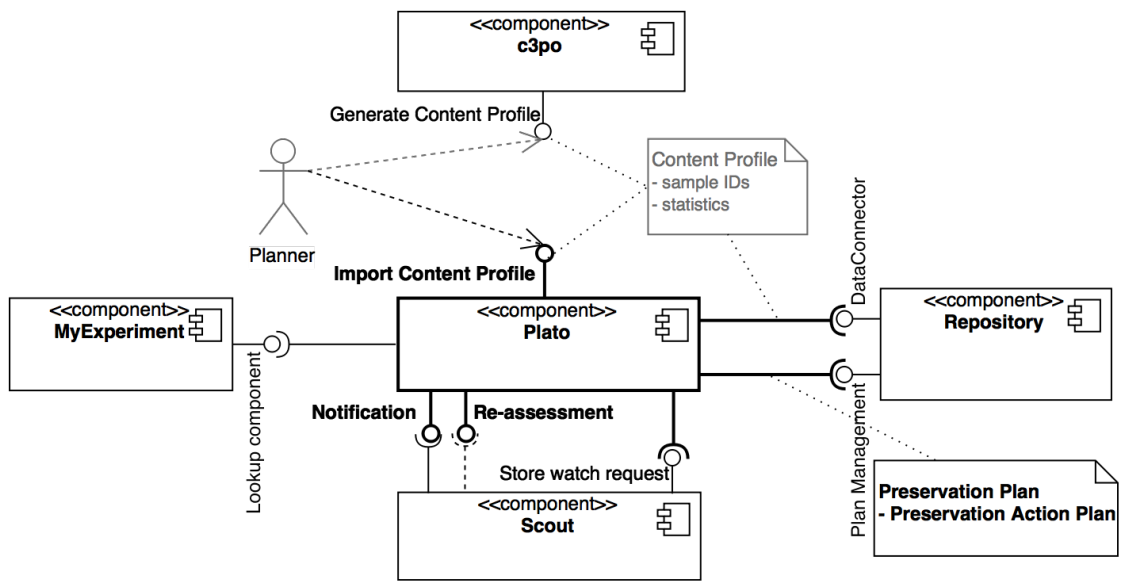 <<component>>
c3po
Generate Content Profile
Content Profile
- sample IDs
- statistics
Planner
Import Content Profile
DataConnector
<<component>>
MyExperiment
<<component>>
Plato
<<component>>
Repository
Lookup component
Notification
Re-assessment
Plan Management
Store watch request
<<component>>
Scout
Preservation Plan
- Preservation Action Plan